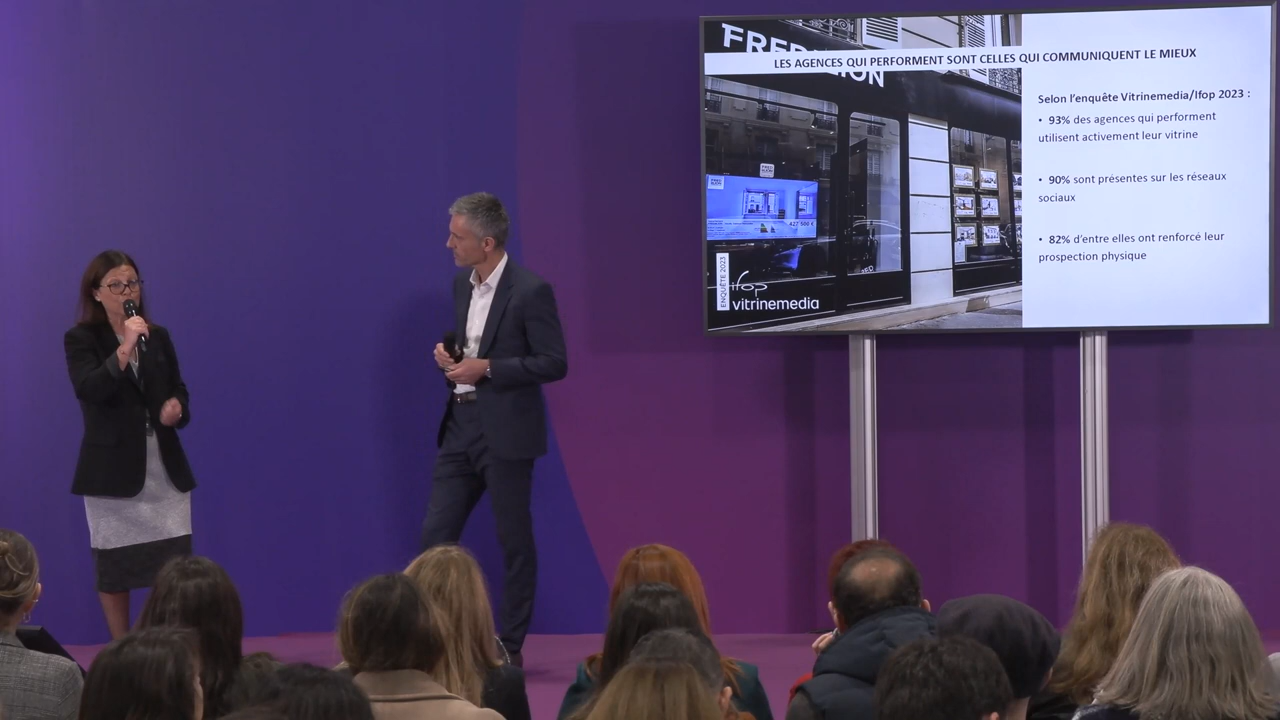 LES AGENCES QUI PERFORMENT SONT CELLES QUI COMMUNIQUENT LE MIEUX
Selon l'enquête Vitrinemedia/Ifop 2023 :
• 93% des agences qui performent
utilisent activement leur vitrine
• 90% sont présentes sur les réseaux
sociaux
• 82% d'entre elles ont renforcé leur
prospection physique
427 500 €
ENQUÊTE 2023
ifop
vitrinemedia